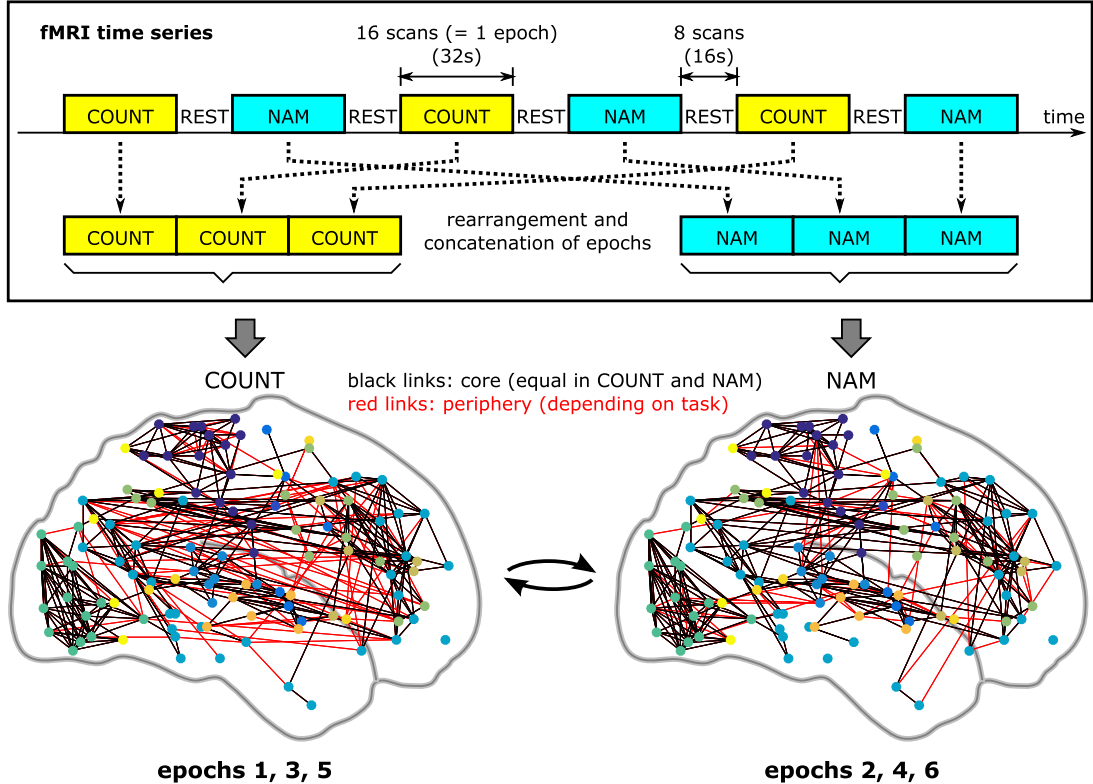 fMRI time series
16 scans (= 1 epoch)
(32s)
8 scans
(16s)
COUNT REST NAM REST COUNT REST NAM REST COUNT REST NAM time
COUNT COUNT COUNT
rearrangement and
concatenation of epochs
NAM NAM NAM
COUNT
black links: core (equal in COUNT and NAM)
red links: periphery (depending on task)
NAM
epochs 1, 3, 5
epochs 2, 4, 6